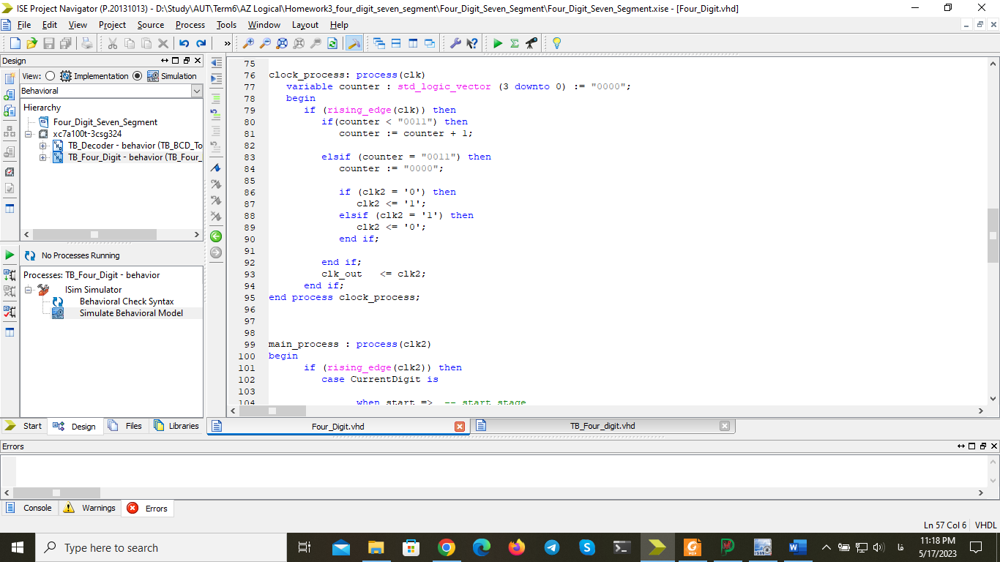 ISE Project Navigator (P.20131013) - D:\Study\AUT\Term6\AZ Logical\Homework3_four_digit_seven_segment\Four_Digit_Seven_Segment\Four_Digit_Seven_Segment.xise - [Four_Digit.vhd]
File Edit View Project Source Process Tools Window Layout Help
Design
View: Implementation Simulation
Behavioral
Hierarchy
Four_Digit_Seven_Segment
xc7a100t-3csg324
TB_Decoder - behavior (TB_BCD_To
TB_Four_Digit - behavior (TB_Four_
No Processes Running
Processes: TB_Four_Digit - behavior
ISim Simulator
Behavioral Check Syntax
Simulate Behavioral Model
Start Design Files Libraries
75
76 clock_process: process(clk)
77 variable counter : std_logic_vector (3 downto 0) := "0000";
78 begin
79 if (rising_edge(clk)) then
80 if(counter < "0011") then
81 counter := counter + 1;
82
83 elsif (counter = "0011") then
84 counter := "0000";
85
86 if (clk2 = '0') then
87 clk2 <= '1';
88 elsif (clk2 = '1') then
89 clk2 <= '0';
90 end if;
91
92 end if;
93 clk_out <= clk2;
94 end if;
95 end process clock_process;
96
97
98
99 main_process : process(clk2)
100 begin
101 if (rising_edge(clk2)) then
102 case CurrentDigit is
103
104 when start => -- start stage
Four_Digit.vhd TB_Four_digit.vhd
Errors
Console Warnings Errors
Ln 57 Col 6 VHDL
Type here to search
فا
11:18 PM
5/17/2023